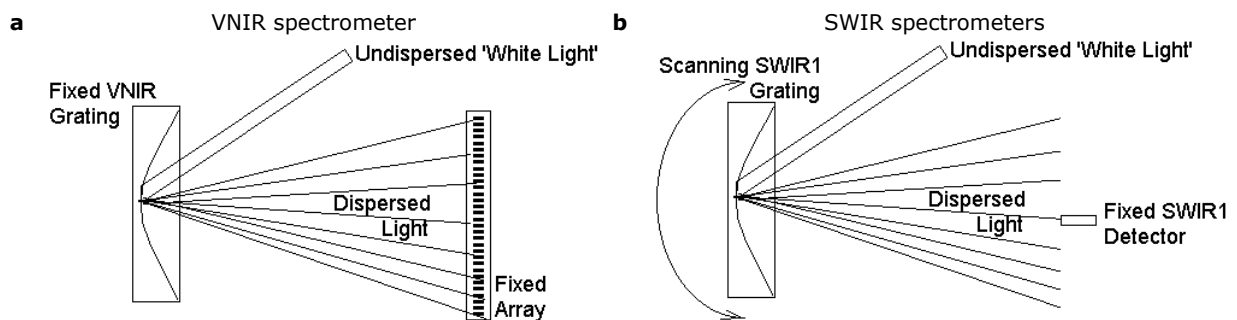 a
VNIR spectrometer
Undispersed 'White Light'
Fixed VNIR
Grating
Dispersed
Light
Fixed
Array
b
SWIR spectrometers
Undispersed 'White Light'
Scanning SWIR1
Grating
Dispersed
Light
Fixed SWIR1
Detector